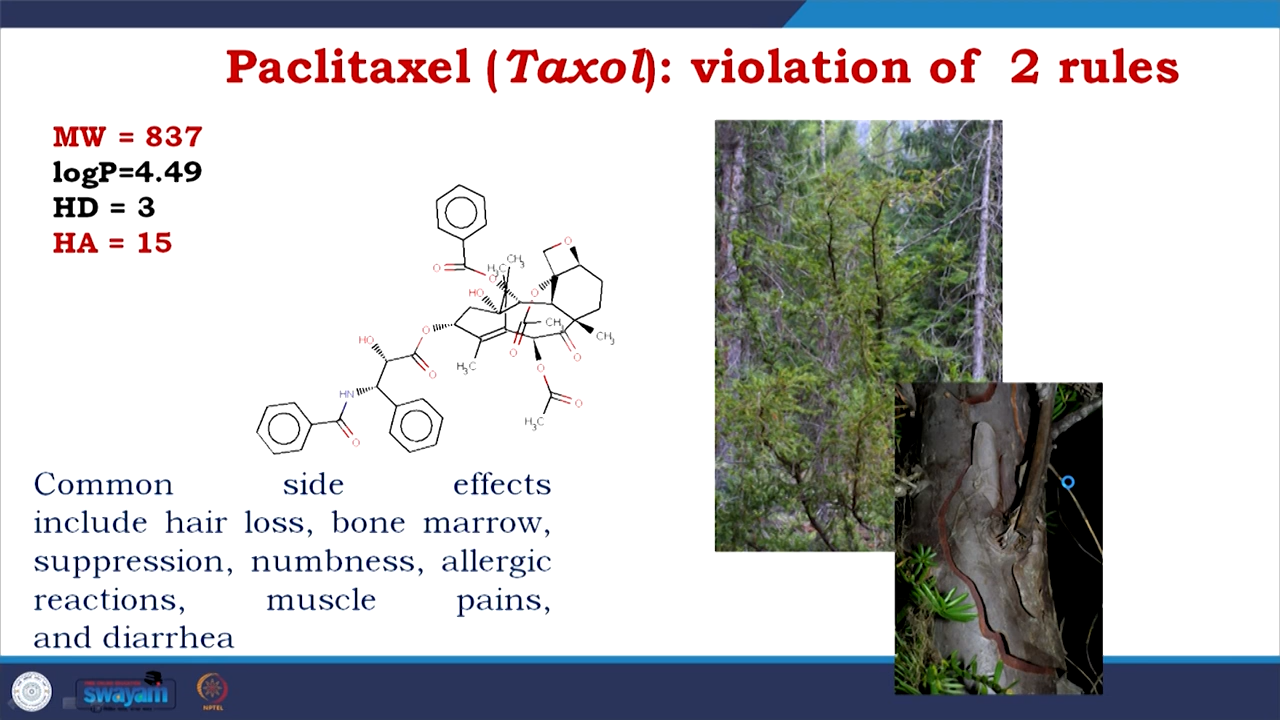 Paclitaxel (Taxol): violation of 2 rules
MW = 837
logP=4.49
HD = 3
HA = 15
O
H₃C
CH₃
O
O
HO
O
O
CH₃
CH₃
O
O
O
HO
O
H₃C
O
O
HN
O
H₃C
O
Common side effects
include hair loss, bone marrow,
suppression, numbness, allergic
reactions, muscle pains,
and diarrhea
swayam
NPTEL